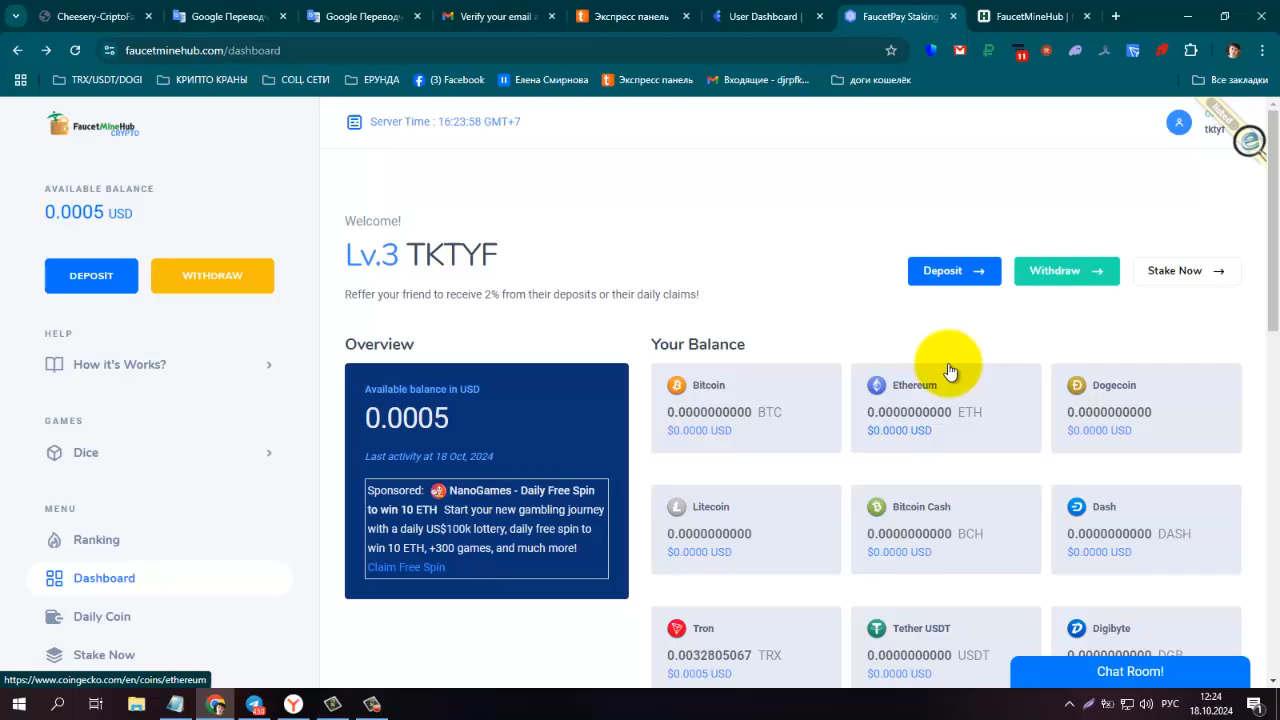 Cheesery-CriptoFa
Google Переводч
Google Переводч
Verify your email a
Экспресс панель
User Dashboard |
FaucetPay Staking
FaucetMineHub |
faucetminehub.com/dashboard
11
TRX/USDT/DOGI
КРИПТО КРАНЫ
СОЦ. СЕТИ
ЕРУНДА
(3) Facebook
Елена Смирнова
Экспресс панель
Входящие - djrpfk...
доги кошелёк
Все закладки
FaucetMineHub
CRYPTO
Server Time : 16:23:58 GMT+7
tktyf
AVAILABLE BALANCE
0.0005 USD
DEPOSIT
WITHDRAW
HELP
How it's Works?
GAMES
Dice
MENU
Ranking
Dashboard
Daily Coin
Stake Now
Welcome!
Lv.3 TKTYF
Reffer your friend to receive 2% from their deposits or their daily claims!
Deposit →
Withdraw →
Stake Now →
Overview
Available balance in USD
0.0005
Last activity at 18 Oct, 2024
Sponsored: NanoGames - Daily Free Spin
to win 10 ETH Start your new gambling journey
with a daily US$100k lottery, daily free spin to
win 10 ETH, +300 games, and much more!
Claim Free Spin
Your Balance
Bitcoin
0.0000000000 BTC
$0.0000 USD
Ethereum
0.0000000000 ETH
$0.0000 USD
Dogecoin
0.0000000000
$0.0000 USD
Litecoin
0.0000000000
$0.0000 USD
Bitcoin Cash
0.0000000000 BCH
$0.0000 USD
Dash
0.0000000000 DASH
$0.0000 USD
Tron
0.0032805067 TRX
$0.0005 USD
Tether USDT
0.0000000000 USDT
$0.0000 USD
Digibyte
0.0000000000 DGB
Chat Room!
https://www.coingecko.com/en/coins/ethereum
РУС
12:24
18.10.2024